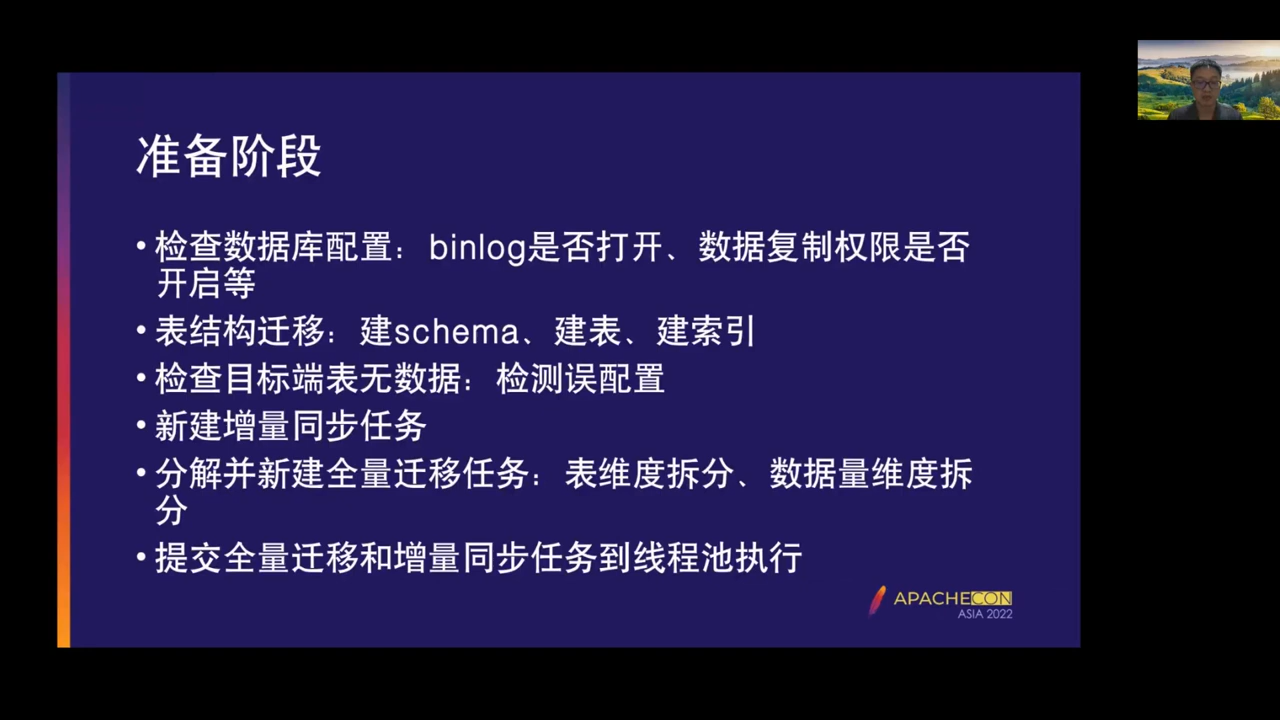 准备阶段
• 检查数据库配置：binlog是否打开、数据复制权限是否
开启等
• 表结构迁移：建schema、建表、建索引
• 检查目标端表无数据：检测误配置
• 新建增量同步任务
• 分解并新建全量迁移任务：表维度拆分、数据量维度拆
分
• 提交全量迁移和增量同步任务到线程池执行
APACHECON
ASIA 2022